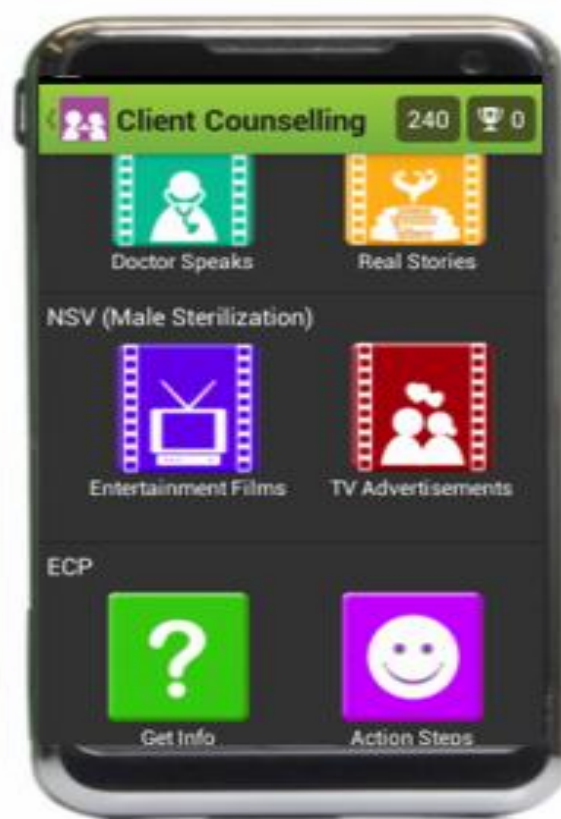 Client Counselling 240 0
Doctor Speaks Real Stories
NSV (Male Sterilization)
Entertainment Films TV Advertisements
ECP
Get Info Action Steps